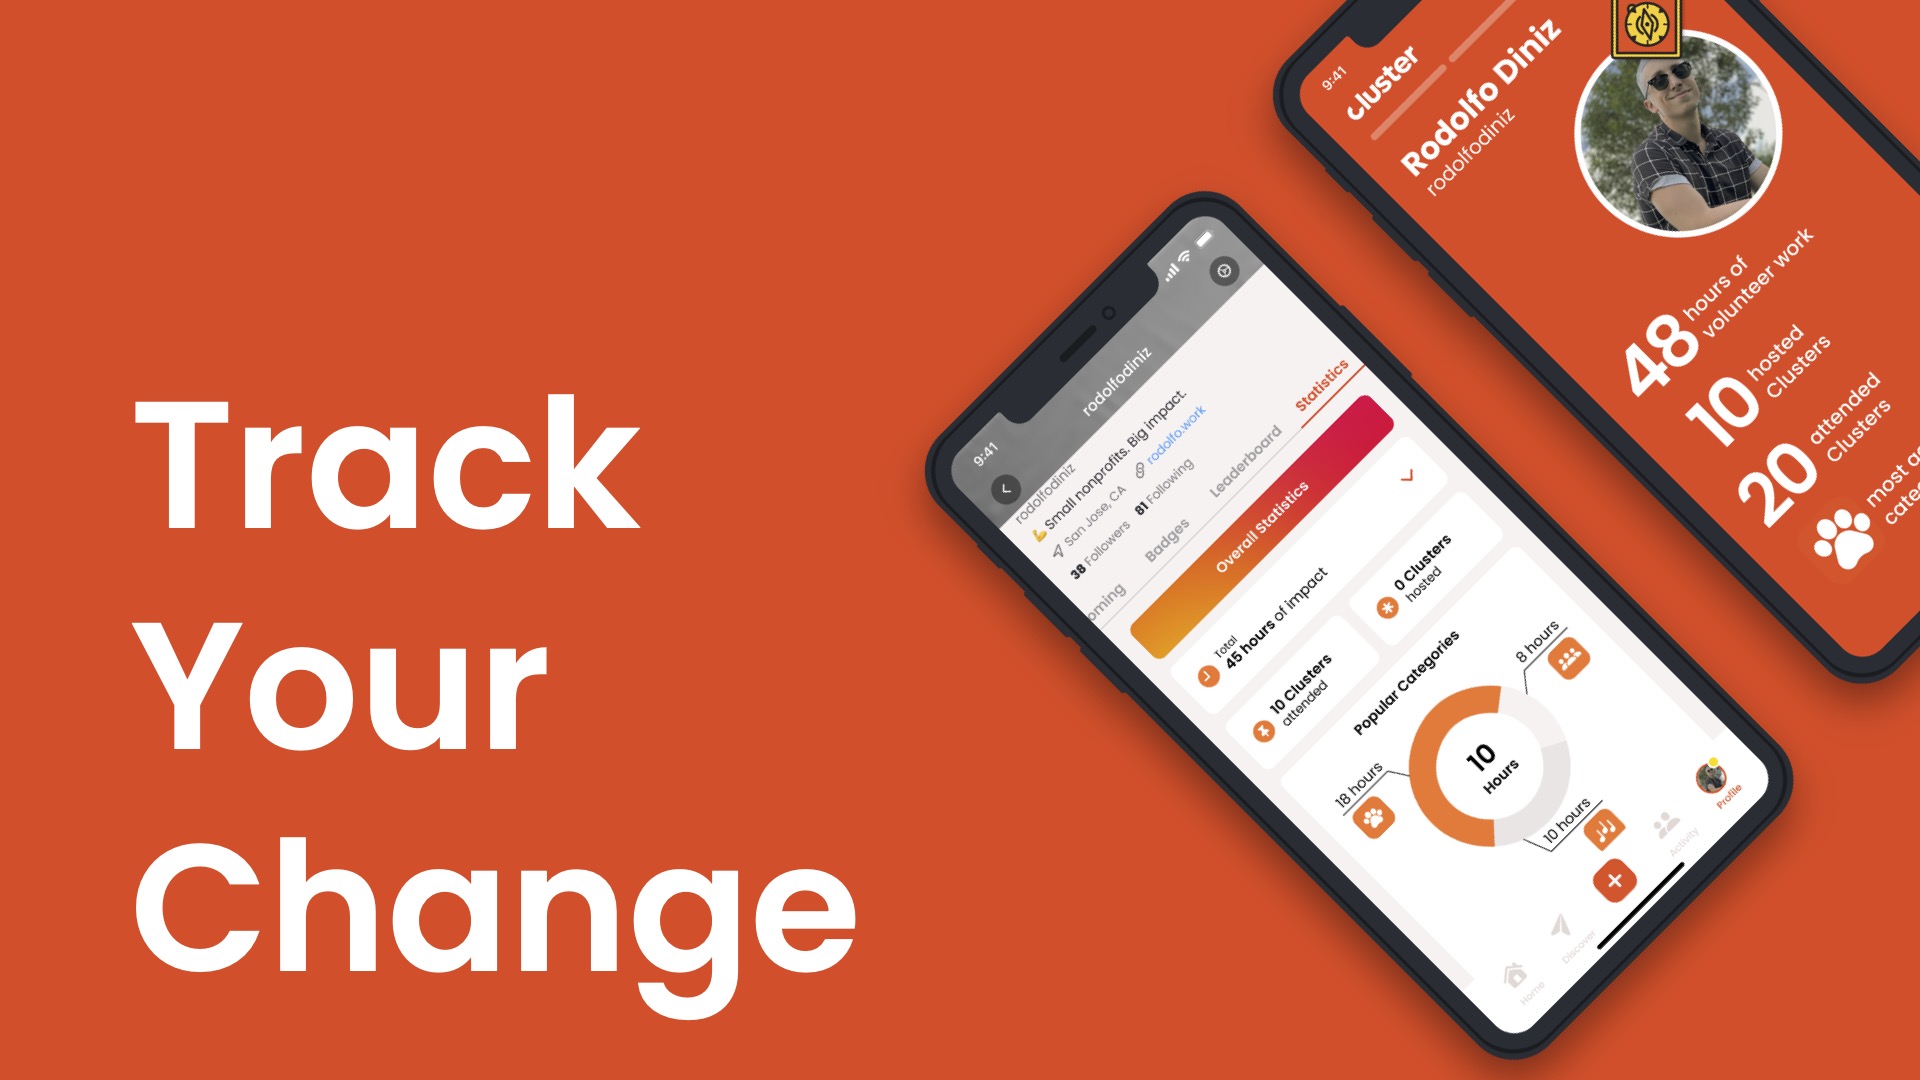 Track
Your
Change
9:41
rodolfodiniz
rodolfodiniz
Small nonprofits. Big impact.
San Jose, CA rodolfo.work
38 Followers 81 Following
Badges Leaderboard Statistics
Overall Statistics
Total
45 hours of impact
10 Clusters
attended
0 Clusters
hosted
Popular Categories
8 hours
18 hours
10
Hours
10 hours
Home
Discover
Activity
Profile
9:41
cluster
Rodolfo Diniz
rodolfodiniz
48 hours of
volunteer work
10 hosted
Clusters
20 attended
Clusters
most